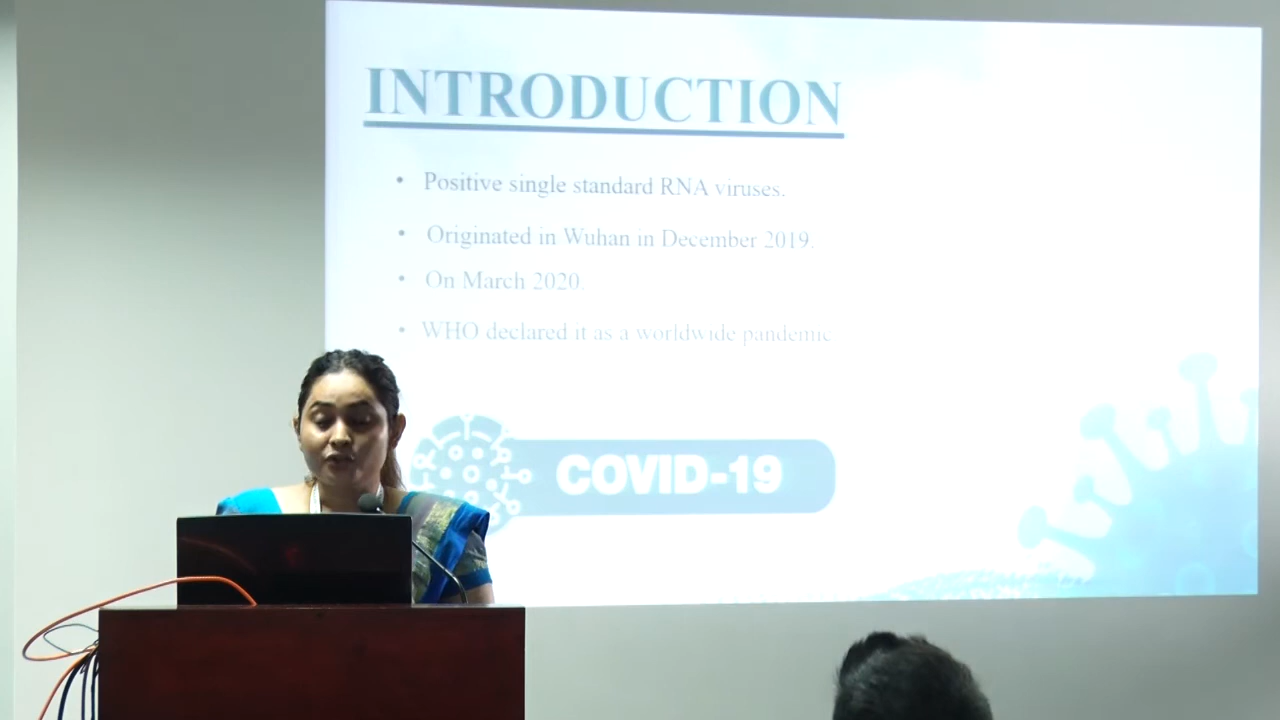 INTRODUCTION
• Positive single standard RNA viruses.
• Originated in Wuhan in December 2019.
• On March 2020.
• WHO declared it as a worldwide pandemic
COVID-19